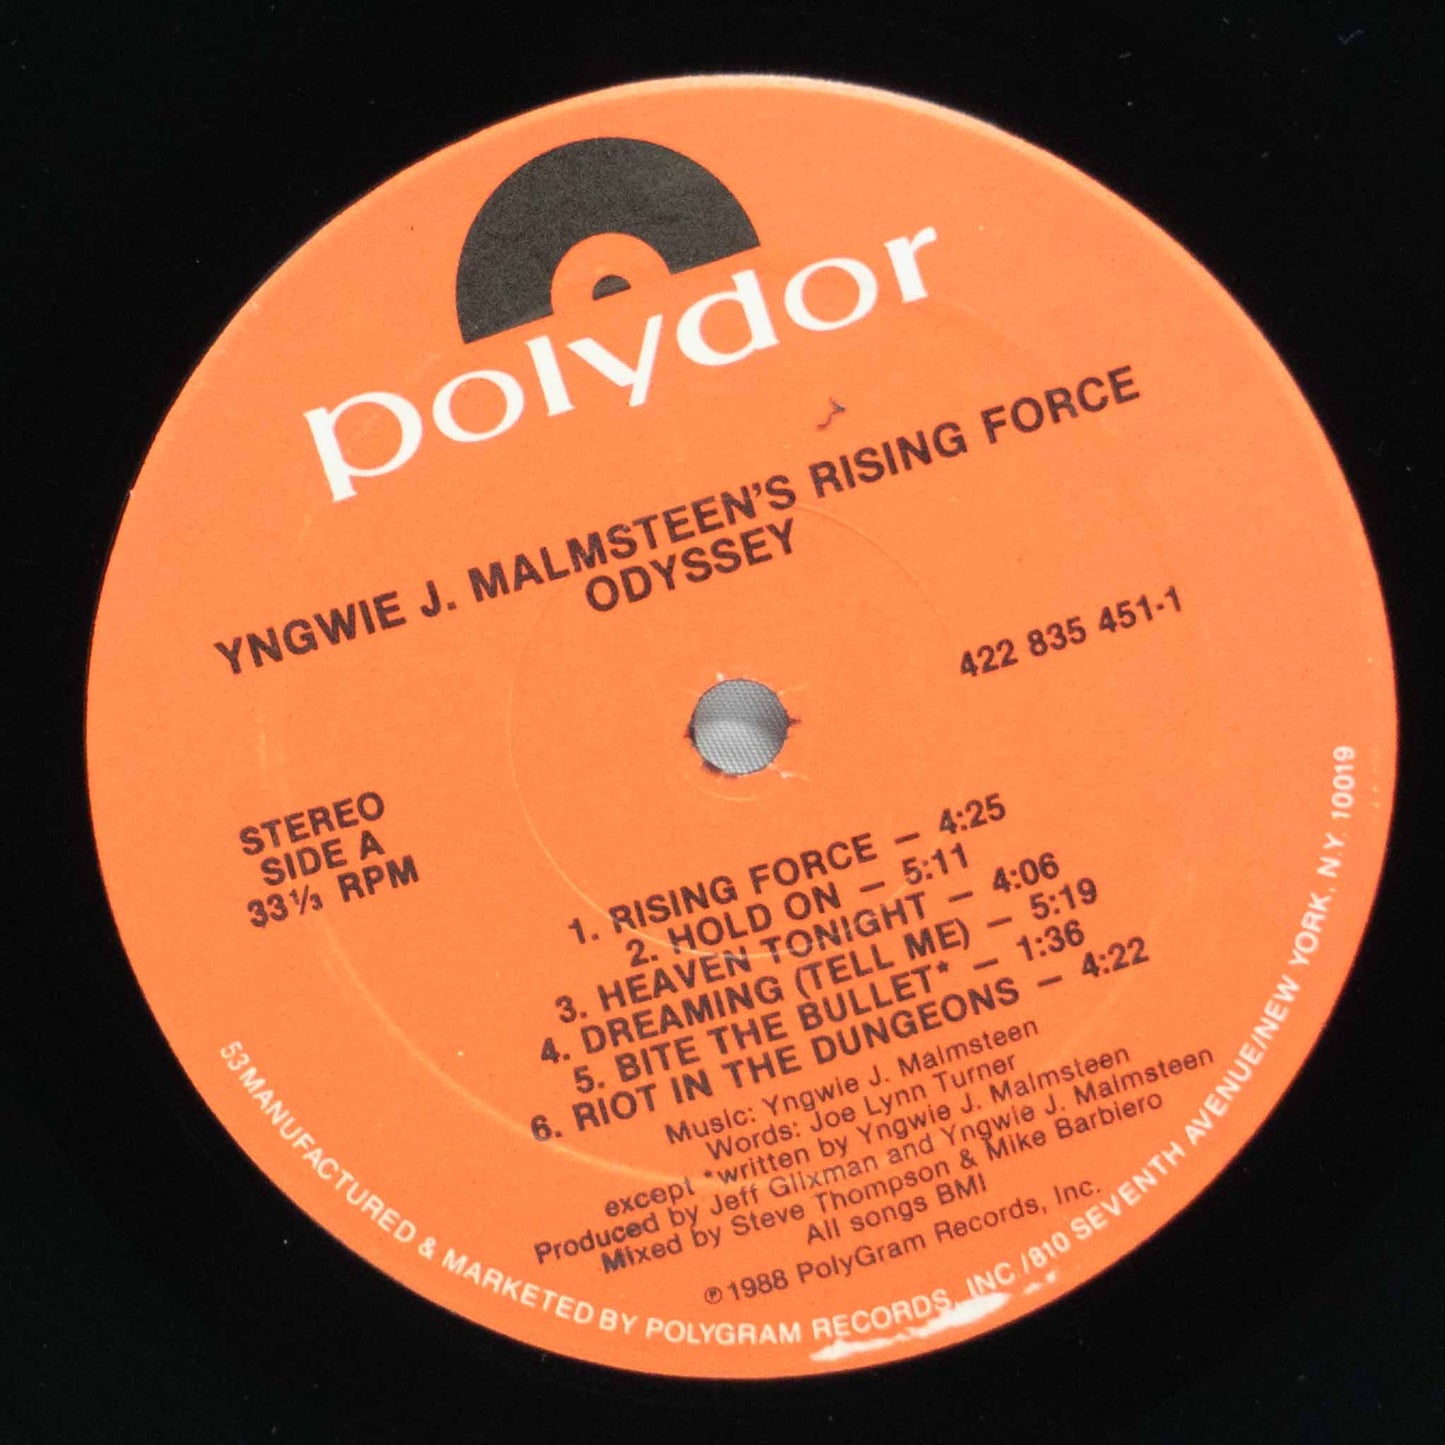 polydor
YNGWIE J. MALMSTEEN'S RISING FORCE
ODYSSEY
422 835 451-1
STEREO
SIDE A
33⅓ RPM
1. RISING FORCE — 4:25
2. HOLD ON — 5:11
3. HEAVEN TONIGHT — 4:06
4. DREAMING (TELL ME) — 5:19
5. BITE THE BULLET* — 1:36
6. RIOT IN THE DUNGEONS — 4:22
Music: Yngwie J. Malmsteen
Words: Joe Lynn Turner
except *written by Yngwie J. Malmsteen
Produced by Jeff Glixman and Yngwie J. Malmsteen
Mixed by Steve Thompson & Mike Barbiero
All songs BMI
℗1988 PolyGram Records, Inc.
53 MANUFACTURED & MARKETED BY POLYGRAM RECORDS, INC /810 SEVENTH AVENUE/NEW YORK, N.Y. 10019